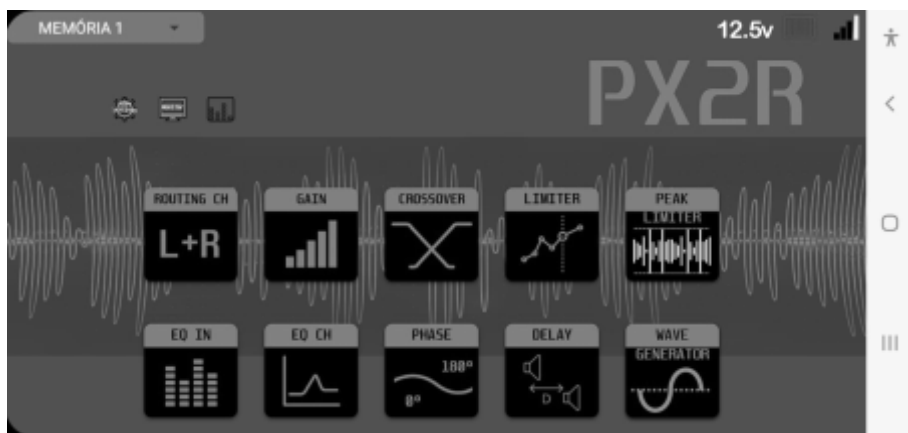 MEMÓRIA 1
12.5v
PX2R
MONITOR
ROUTING CH
L+R
GAIN
CROSSOVER
LIMITER
PEAK
LIMITER
EQ IN
EQ CH
PHASE
180°
0°
DELAY
D
WAVE
GENERATOR